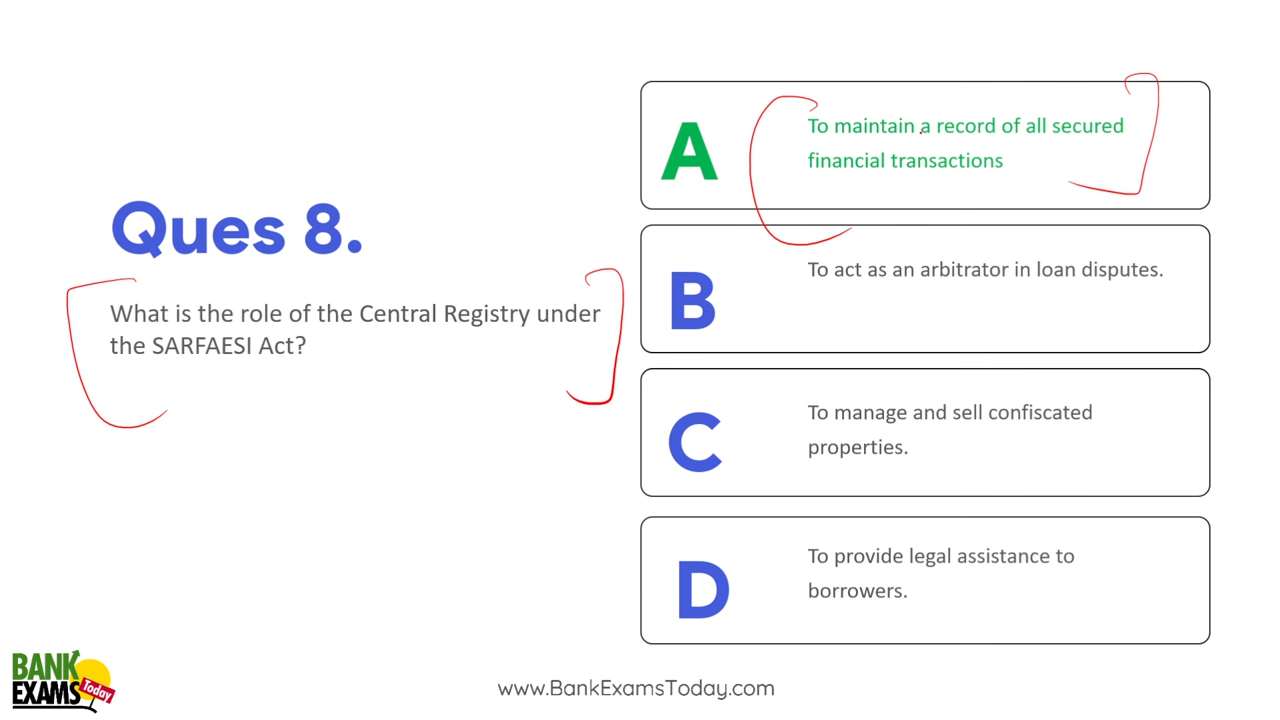 Ques 8.
What is the role of the Central Registry under
the SARFAESI Act?
A
To maintain a record of all secured
financial transactions
B
To act as an arbitrator in loan disputes.
C
To manage and sell confiscated
properties.
D
To provide legal assistance to
borrowers.
BANK
EXAMS
Today
www.BankExamsToday.com